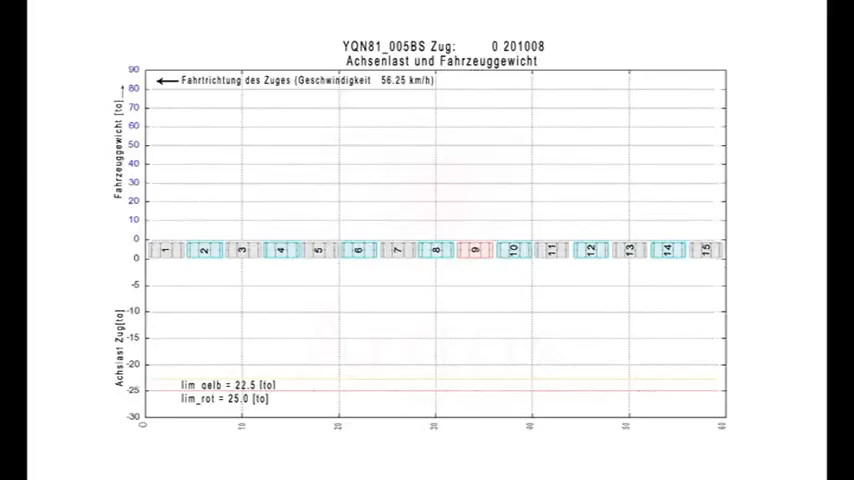 YQN81_005BS Zug: 0 201008
Achsenlast und Fahrzeuggewicht
Fahrtrichtung des Zuges (Geschwindigkeit 56.25 km/h)
Fahrzeuggewicht [to]
90
80
70
60
50
40
30
20
10
0
1 2 3 4 5 6 7 8 9 10 11 12 13 14 15
Achslast Zug[to]
0
-5
-10
-15
-20
-25
-30
lim_gelb = 22.5 [to]
lim_rot = 25.0 [to]
0 10 20 30 40 50 60